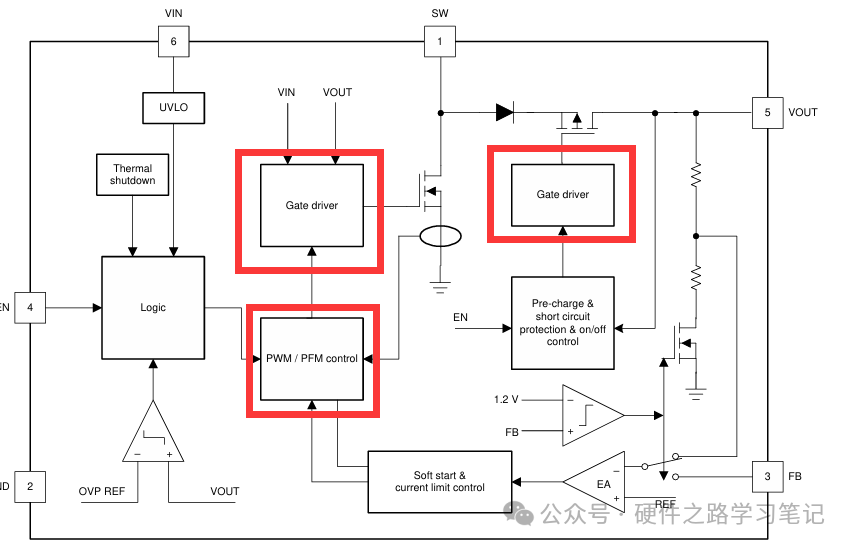 VIN
SW
6
1
UVLO
VIN
VOUT
5
VOUT
Thermal
shutdown
Gate driver
Gate driver
EN
4
Logic
Pre-charge &
short circuit
protection & on/off
control
EN
PWM / PFM control
1.2 V
−
FB
+
−
+
OVP REF
VOUT
ND
2
Soft start &
current limit control
EA
−
+
REF
3
FB
公众号 · 硬件之路学习笔记